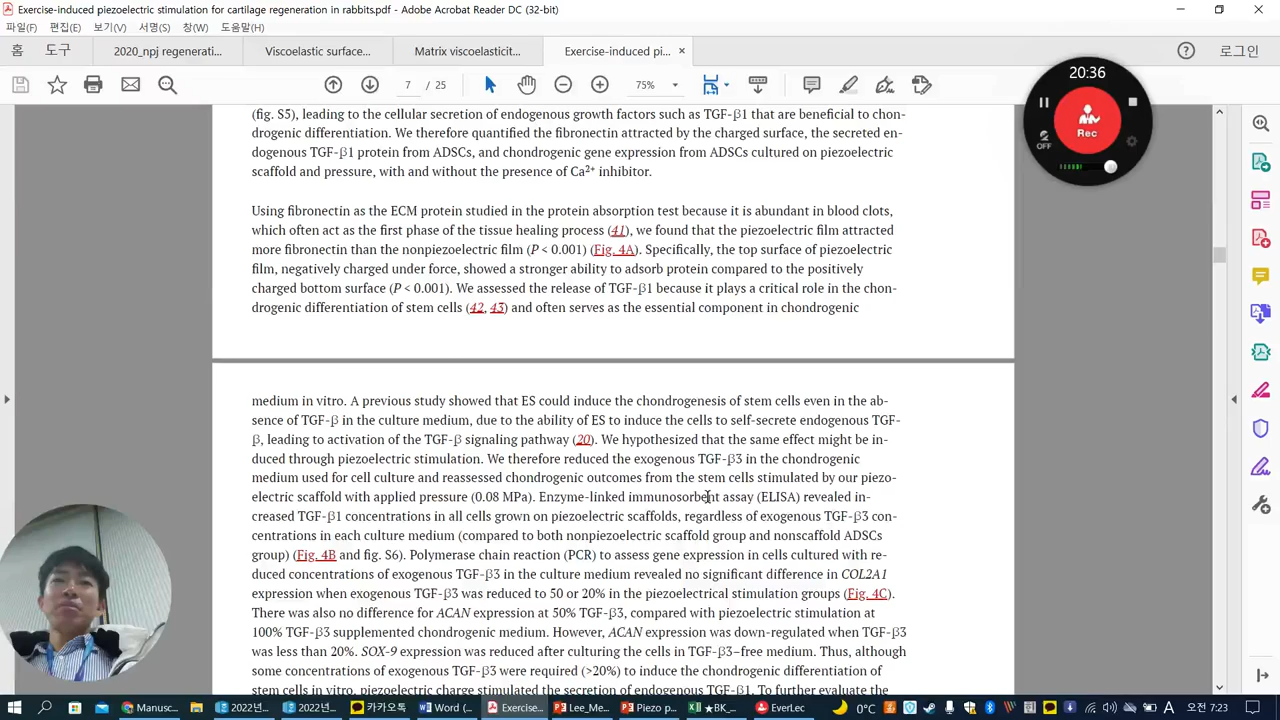 Exercise-induced piezoelectric stimulation for cartilage regeneration in rabbits.pdf - Adobe Acrobat Reader DC (32-bit)
파일(F) 편집(E) 보기(V) 서명(S) 창(W) 도움말(H)
홈 도구 2020_npj regenerati... Viscoelastic surface... Matrix viscoelasticit... Exercise-induced pi... × 로그인
7 / 25 75%
20:36
Rec
OFF
(fig. S5), leading to the cellular secretion of endogenous growth factors such as TGF-β1 that are beneficial to chon-
drogenic differentiation. We therefore quantified the fibronectin attracted by the charged surface, the secreted en-
dogenous TGF-β1 protein from ADSCs, and chondrogenic gene expression from ADSCs cultured on piezoelectric
scaffold and pressure, with and without the presence of Ca2+ inhibitor.
Using fibronectin as the ECM protein studied in the protein absorption test because it is abundant in blood clots,
which often act as the first phase of the tissue healing process (41), we found that the piezoelectric film attracted
more fibronectin than the nonpiezoelectric film (P < 0.001) (Fig. 4A). Specifically, the top surface of piezoelectric
film, negatively charged under force, showed a stronger ability to adsorb protein compared to the positively
charged bottom surface (P < 0.001). We assessed the release of TGF-β1 because it plays a critical role in the chon-
drogenic differentiation of stem cells (42, 43) and often serves as the essential component in chondrogenic
medium in vitro. A previous study showed that ES could induce the chondrogenesis of stem cells even in the ab-
sence of TGF-β in the culture medium, due to the ability of ES to induce the cells to self-secrete endogenous TGF-
β, leading to activation of the TGF-β signaling pathway (20). We hypothesized that the same effect might be in-
duced through piezoelectric stimulation. We therefore reduced the exogenous TGF-β3 in the chondrogenic
medium used for cell culture and reassessed chondrogenic outcomes from the stem cells stimulated by our piezo-
electric scaffold with applied pressure (0.08 MPa). Enzyme-linked immunosorbent assay (ELISA) revealed in-
creased TGF-β1 concentrations in all cells grown on piezoelectric scaffolds, regardless of exogenous TGF-β3 con-
centrations in each culture medium (compared to both nonpiezoelectric scaffold group and nonscaffold ADSCs
group) (Fig. 4B and fig. S6). Polymerase chain reaction (PCR) to assess gene expression in cells cultured with re-
duced concentrations of exogenous TGF-β3 in the culture medium revealed no significant difference in COL2A1
expression when exogenous TGF-β3 was reduced to 50 or 20% in the piezoelectrical stimulation groups (Fig. 4C).
There was also no difference for ACAN expression at 50% TGF-β3, compared with piezoelectric stimulation at
100% TGF-β3 supplemented chondrogenic medium. However, ACAN expression was down-regulated when TGF-β3
was less than 20%. SOX-9 expression was reduced after culturing the cells in TGF-β3–free medium. Thus, although
some concentrations of exogenous TGF-β3 were required (>20%) to induce the chondrogenic differentiation of
stem cells in vitro, piezoelectric charge stimulated the secretion of endogenous TGF-β1. To further evaluate the
Manusc... 2022년... 2022년... 카카오톡 Word (... Exercise... Lee_Me... Piezo p... ★BK_... EverLec 0°C A 오전 7:23